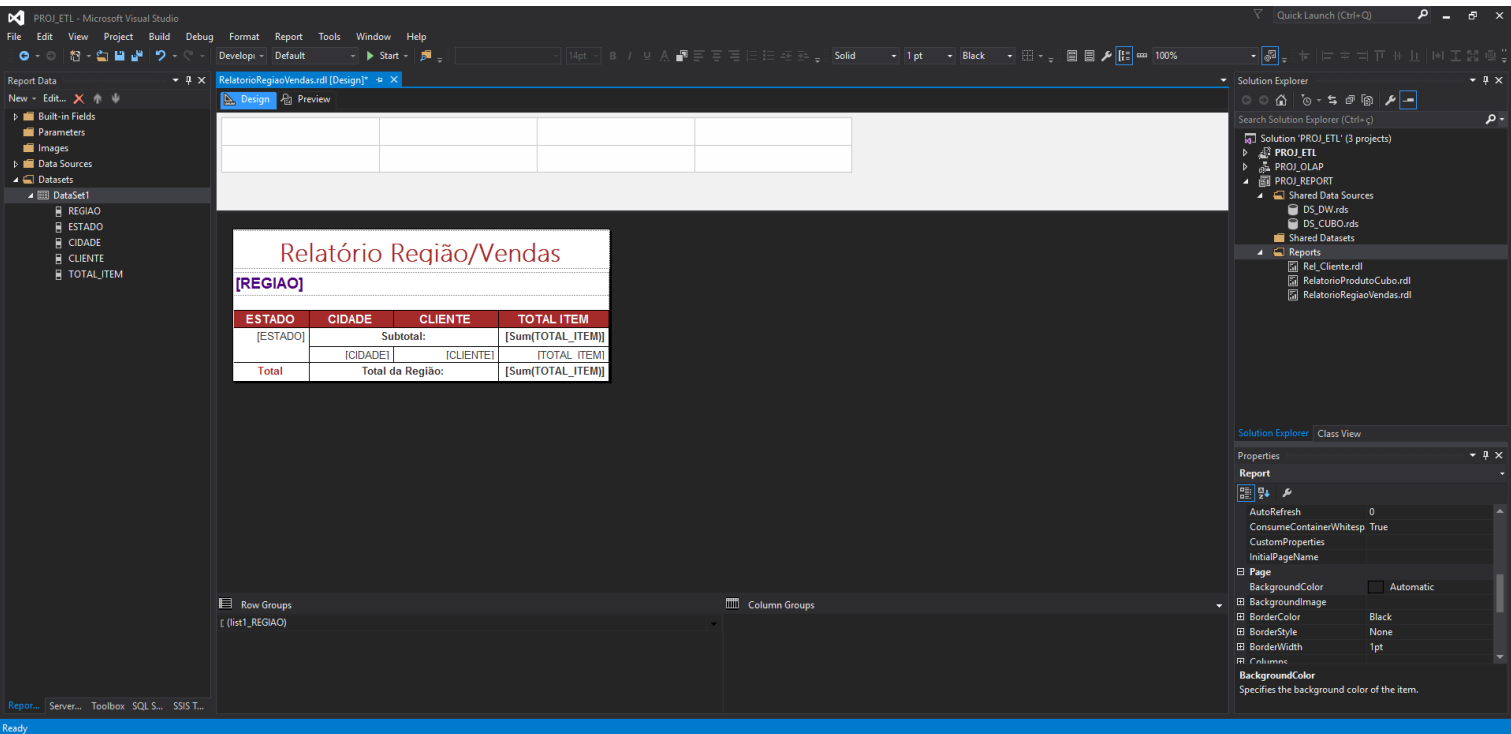 PROJ_ETL - Microsoft Visual Studio
Quick Launch (Ctrl+Q)
File Edit View Project Build Debug Format Report Tools Window Help
Developi Default Start 14pt B I U A Solid 1 pt Black 100%
Report Data
New Edit...
Built-in Fields
Parameters
Images
Data Sources
Datasets
DataSet1
REGIAO
ESTADO
CIDADE
CLIENTE
TOTAL_ITEM
Repor... Server... Toolbox SQL S... SSIS T...
RelatorioRegiaoVendas.rdl [Design]*
Design Preview
Relatório Região/Vendas
[REGIAO]
ESTADO CIDADE CLIENTE TOTAL ITEM
[ESTADO] Subtotal: [Sum(TOTAL_ITEM)]
[CIDADE] [CLIENTE] [TOTAL_ITEM]
Total Total da Região: [Sum(TOTAL_ITEM)]
Row Groups Column Groups
(list1_REGIAO)
Solution Explorer
Search Solution Explorer (Ctrl+ç)
Solution 'PROJ_ETL' (3 projects)
PROJ_ETL
PROJ_OLAP
PROJ_REPORT
Shared Data Sources
DS_DW.rds
DS_CUBO.rds
Shared Datasets
Reports
Rel_Cliente.rdl
RelatorioProdutoCubo.rdl
RelatorioRegiaoVendas.rdl
Solution Explorer Class View
Properties
Report
AutoRefresh 0
ConsumeContainerWhitesp True
CustomProperties
InitialPageName
Page
BackgroundColor Automatic
BackgroundImage
BorderColor Black
BorderStyle None
BorderWidth 1pt
Columns
BackgroundColor
Specifies the background color of the item.
Ready